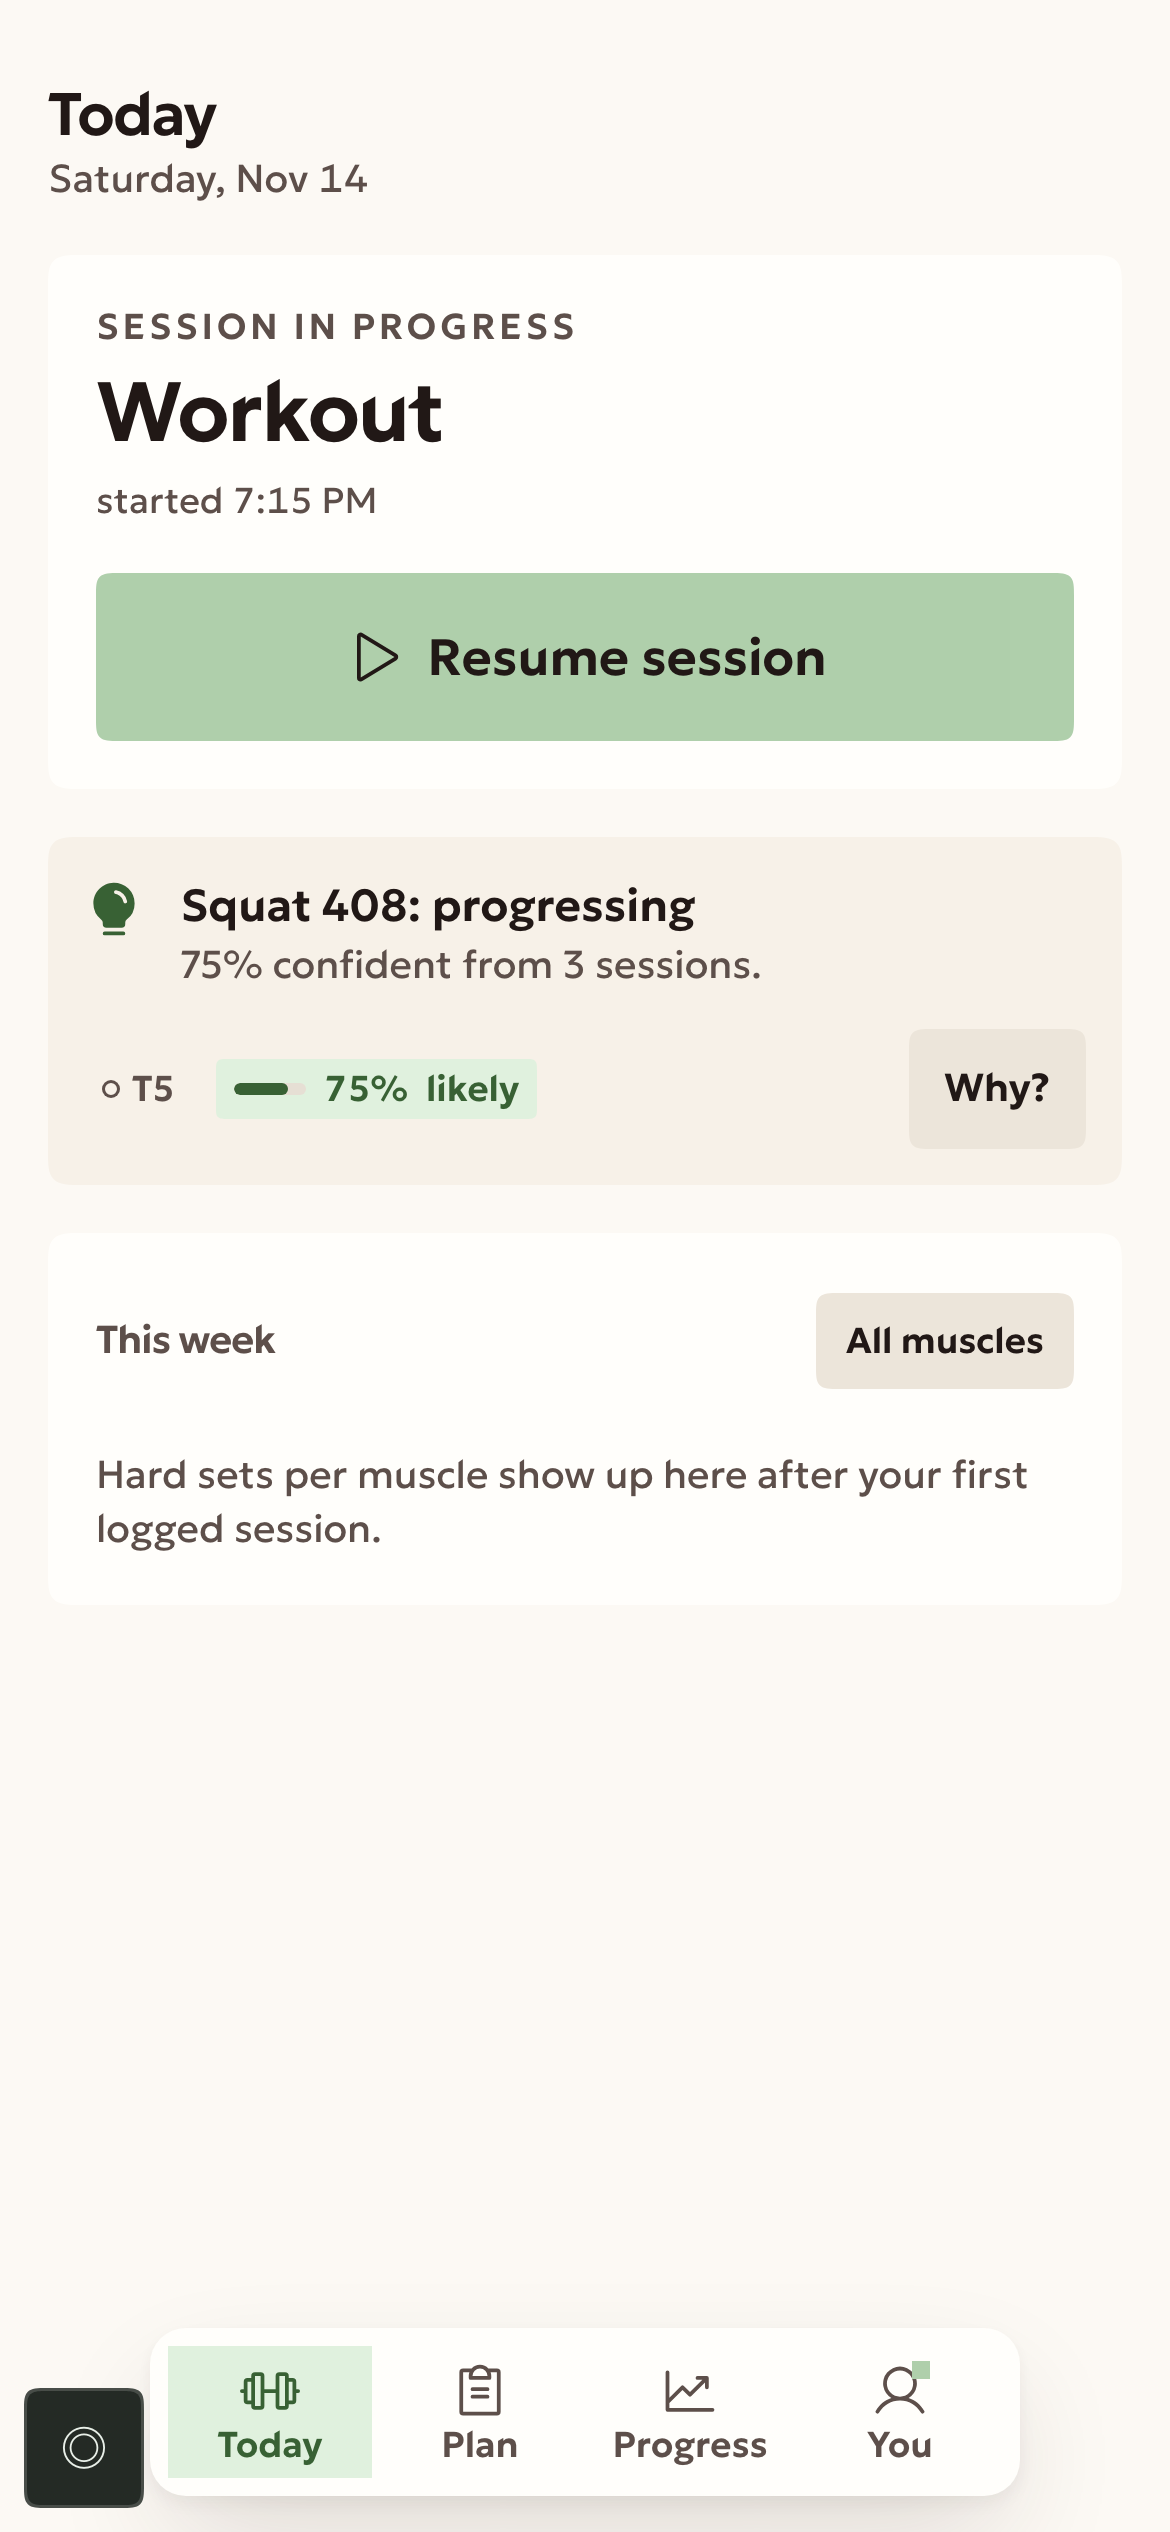 Today
Saturday, Nov 14
SESSION IN PROGRESS
Workout
started 7:15 PM
Resume session
Squat 408: progressing
75% confident from 3 sessions.
T5
75% likely
Why?
This week
All muscles
Hard sets per muscle show up here after your first
logged session.
Today
Plan
Progress
You